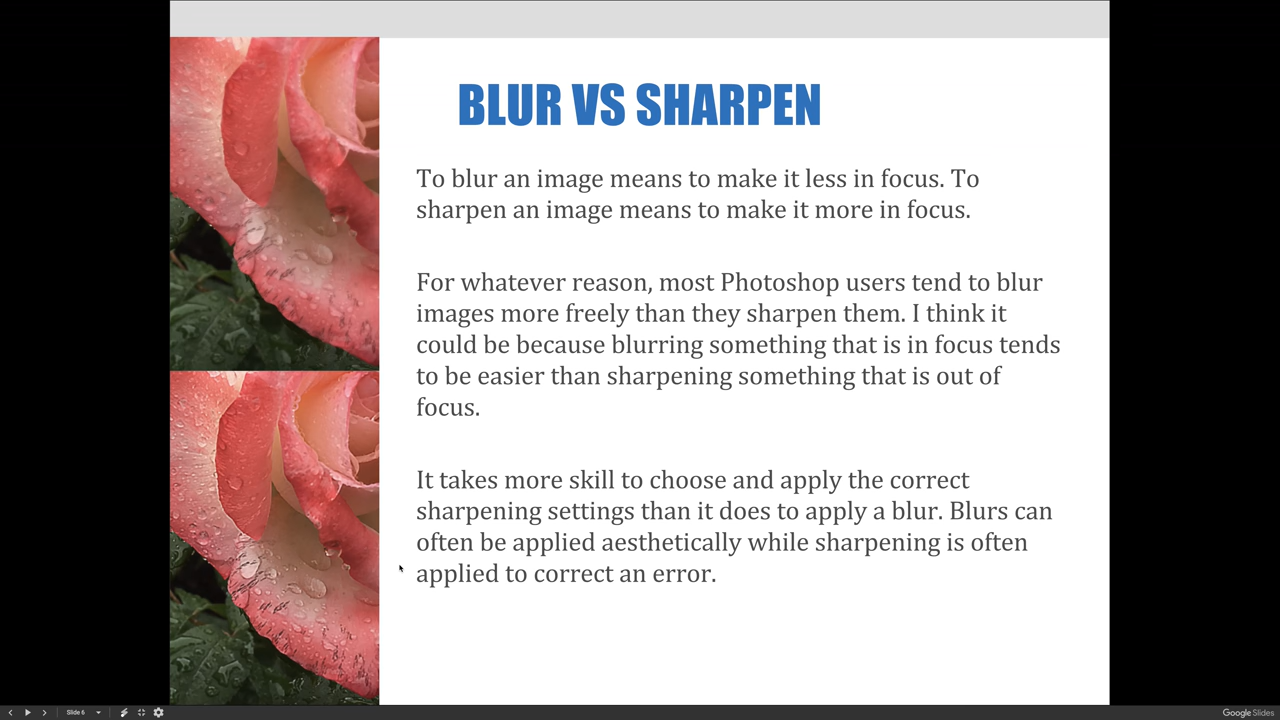 BLUR VS SHARPEN
To blur an image means to make it less in focus. To
sharpen an image means to make it more in focus.
For whatever reason, most Photoshop users tend to blur
images more freely than they sharpen them. I think it
could be because blurring something that is in focus tends
to be easier than sharpening something that is out of
focus.
It takes more skill to choose and apply the correct
sharpening settings than it does to apply a blur. Blurs can
often be applied aesthetically while sharpening is often
applied to correct an error.
Slide 6
Google Slides